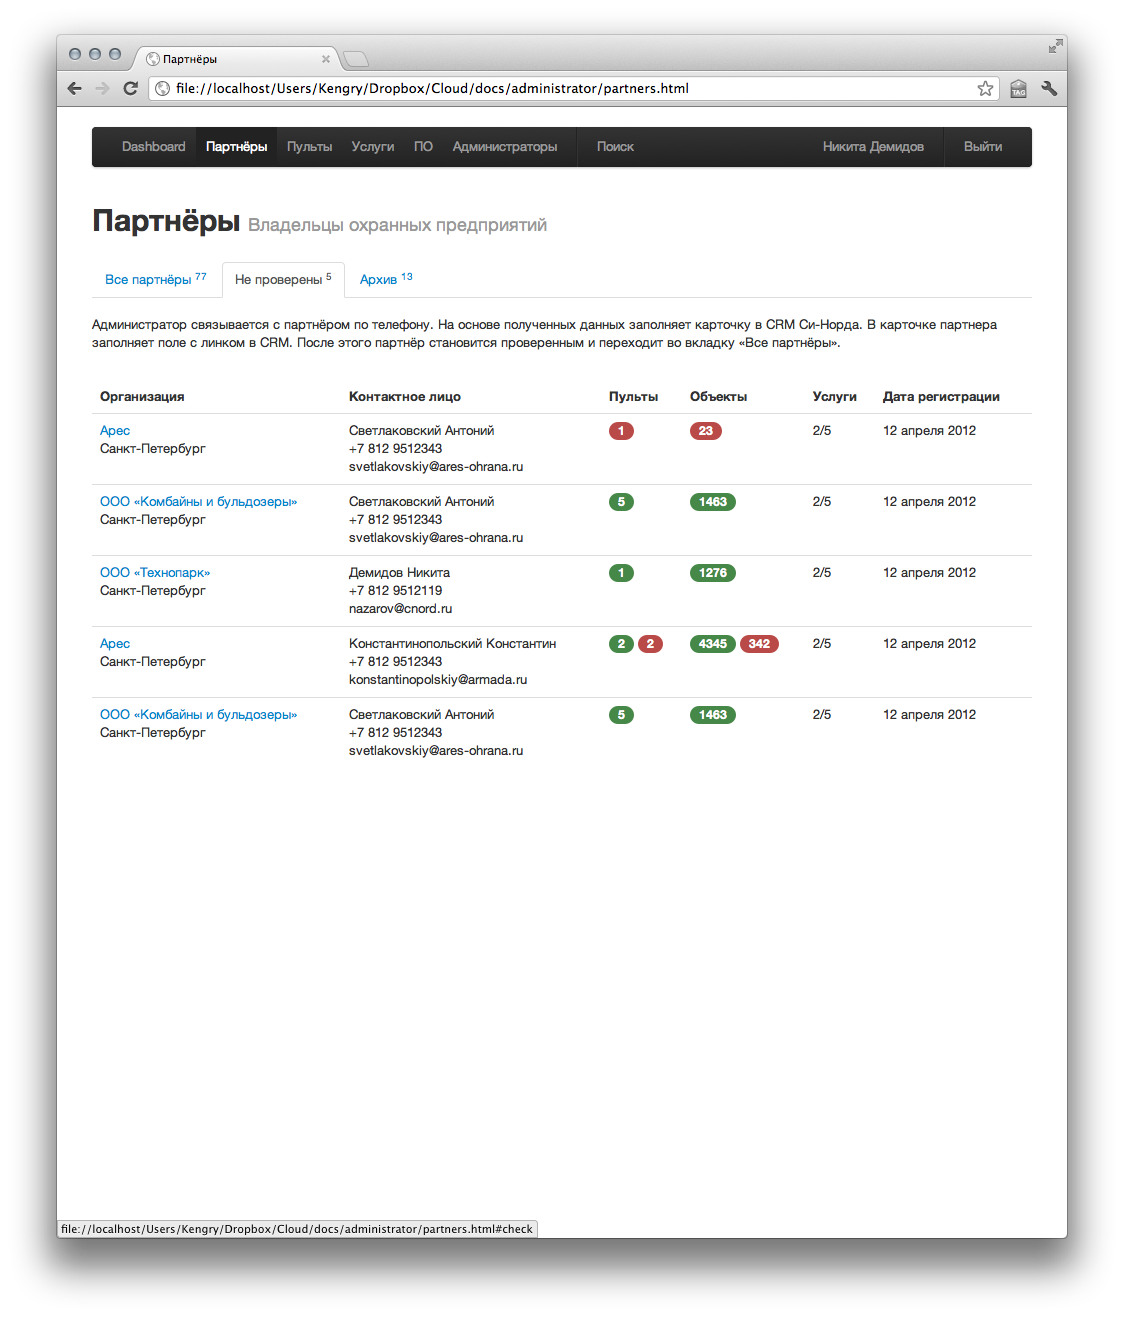 Партнёры
file://localhost/Users/Kengry/Dropbox/Cloud/docs/administrator/partners.html
TAG
Dashboard Партнёры Пульты Услуги ПО Администраторы Поиск Никита Демидов Выйти
Партнёры Владельцы охранных предприятий
Все партнёры 77 Не проверены 5 Архив 13
Администратор связывается с партнёром по телефону. На основе полученных данных заполняет карточку в CRM Си-Норда. В карточке партнера
заполняет поле с линком в CRM. После этого партнёр становится проверенным и переходит во вкладку «Все партнёры».
Организация Контактное лицо Пульты Объекты Услуги Дата регистрации
Арес Светлаковский Антоний 1 23 2/5 12 апреля 2012
Санкт-Петербург +7 812 9512343
svetlakovskiy@ares-ohrana.ru
ООО «Комбайны и бульдозеры» Светлаковский Антоний 5 1463 2/5 12 апреля 2012
Санкт-Петербург +7 812 9512343
svetlakovskiy@ares-ohrana.ru
ООО «Технопарк» Демидов Никита 1 1276 2/5 12 апреля 2012
Санкт-Петербург +7 812 9512119
nazarov@cnord.ru
Арес Константинопольский Константин 2 2 4345 342 2/5 12 апреля 2012
Санкт-Петербург +7 812 9512343
konstantinopolskiy@armada.ru
ООО «Комбайны и бульдозеры» Светлаковский Антоний 5 1463 2/5 12 апреля 2012
Санкт-Петербург +7 812 9512343
svetlakovskiy@ares-ohrana.ru
file://localhost/Users/Kengry/Dropbox/Cloud/docs/administrator/partners.html#check